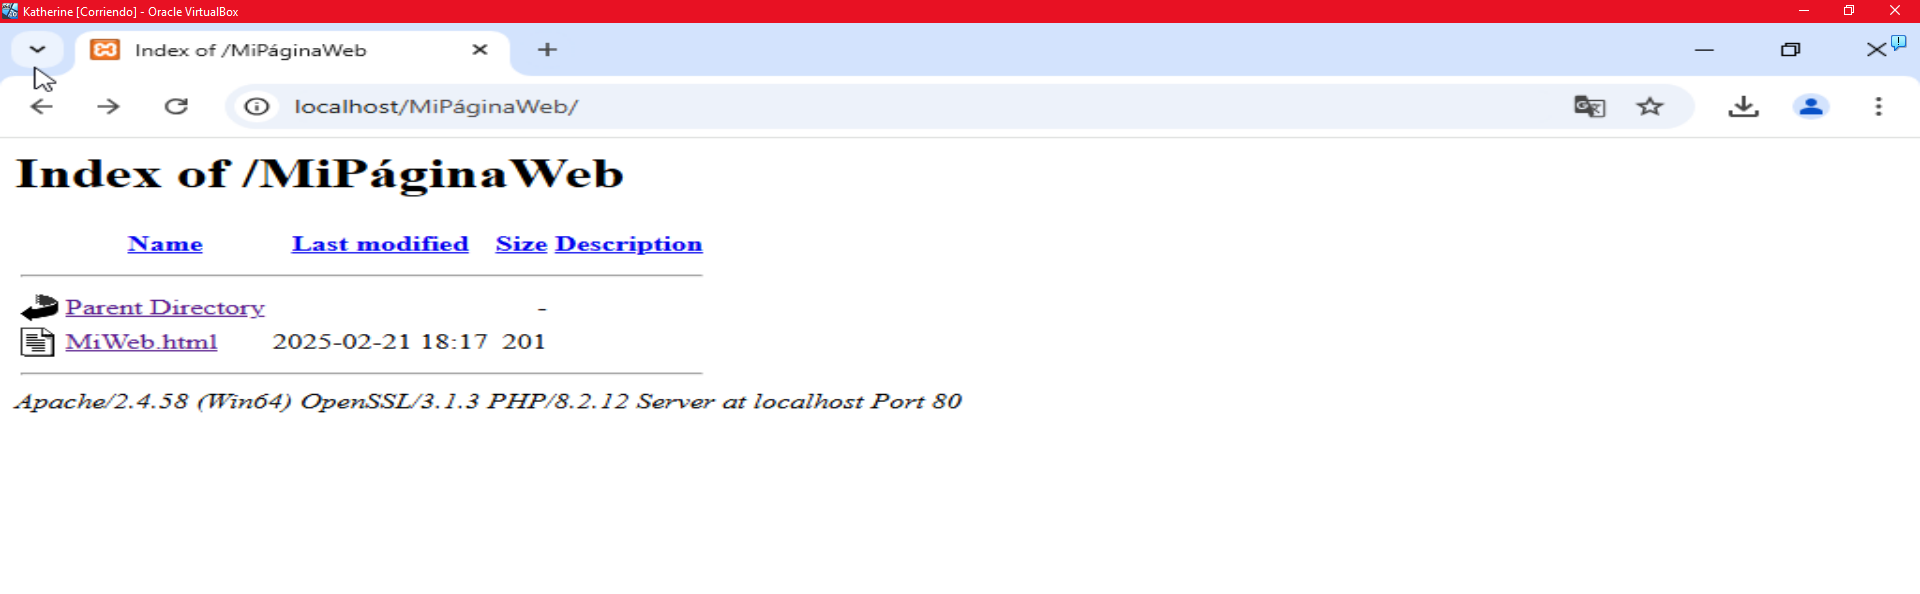 Katherine [Corriendo] - Oracle VirtualBox
Index of /MiPáginaWeb
localhost/MiPáginaWeb/
Index of /MiPáginaWeb
Name Last modified Size Description
Parent Directory -
MiWeb.html 2025-02-21 18:17 201
Apache/2.4.58 (Win64) OpenSSL/3.1.3 PHP/8.2.12 Server at localhost Port 80